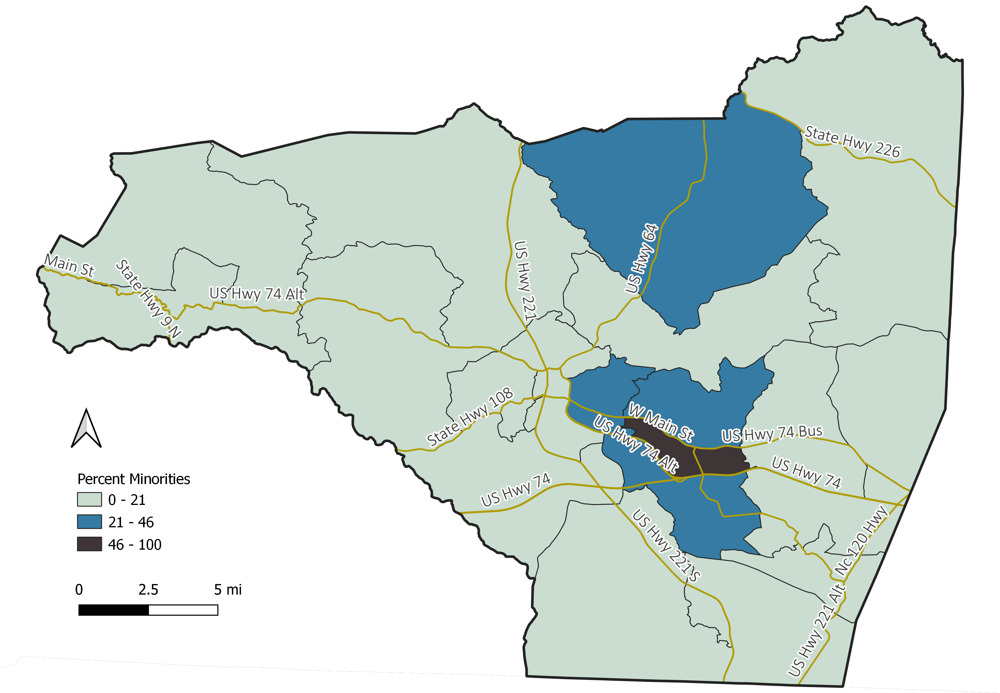 State Hwy 226
US Hwy 64
US Hwy 221
Main St
State Hwy 9 N
US Hwy 74 Alt
State Hwy 108
W Main St
US Hwy 74 Alt
US Hwy 74 Bus
US Hwy 74
US Hwy 74
US Hwy 221 S
Nc 120 Hwy
US Hwy 221 Alt
Percent Minorities
0 - 21
21 - 46
46 - 100
0 2.5 5 mi